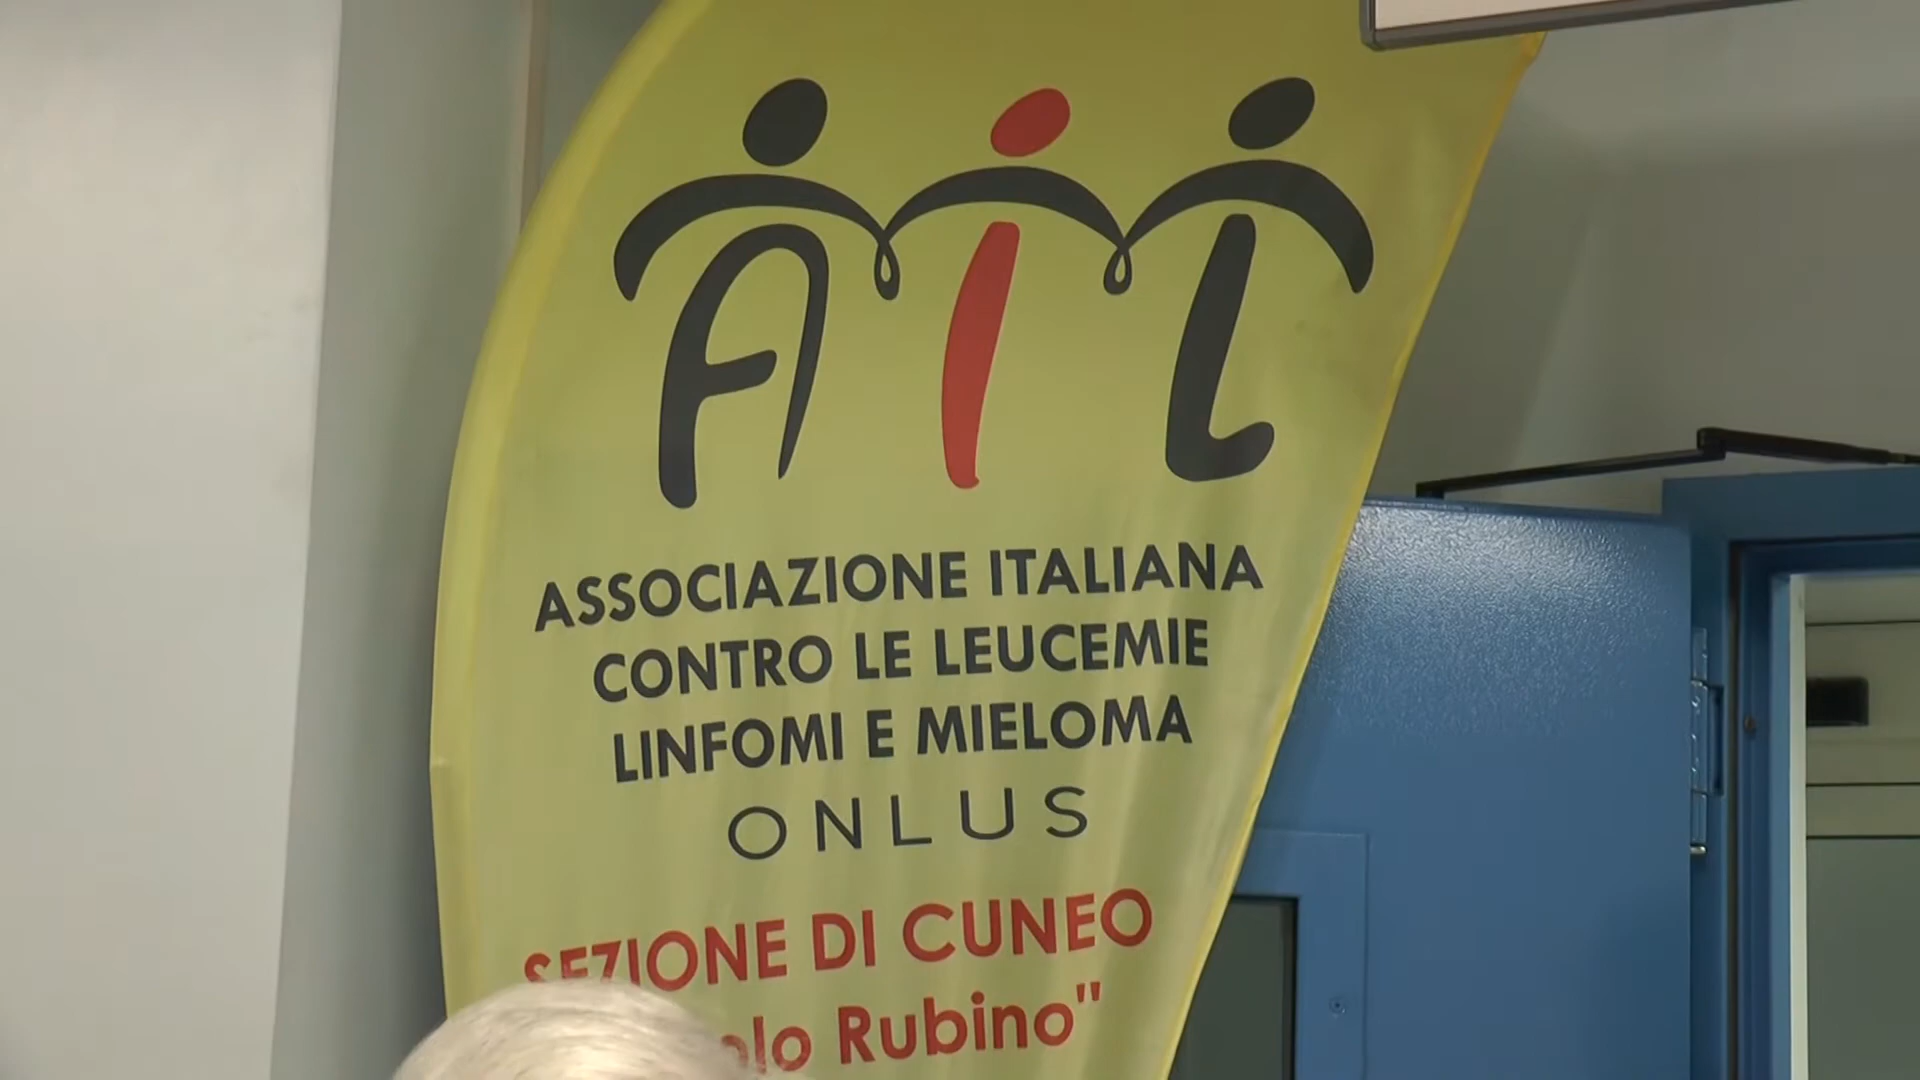 AIL
ASSOCIAZIONE ITALIANA
CONTRO LE LEUCEMIE
LINFOMI E MIELOMA
ONLUS
SEZIONE DI CUNEO
Rubino"